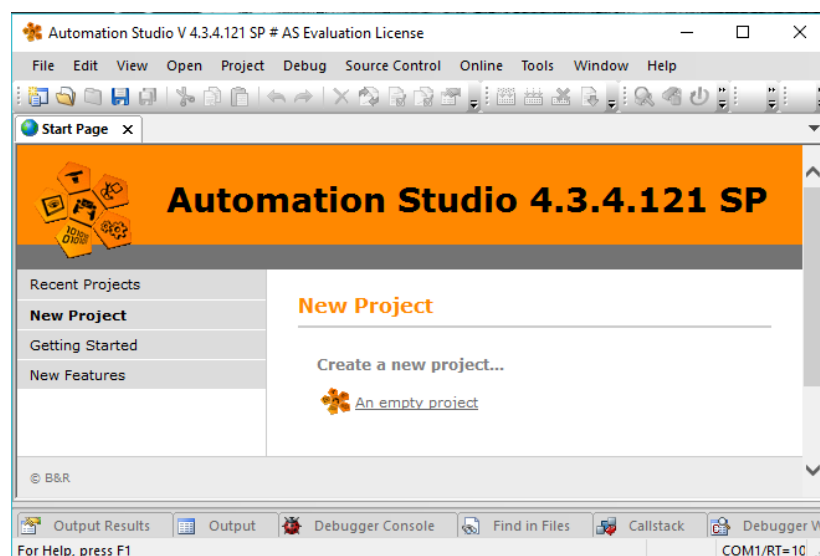 Automation Studio V 4.3.4.121 SP # AS Evaluation License
File Edit View Open Project Debug Source Control Online Tools Window Help
Start Page
Automation Studio 4.3.4.121 SP
Recent Projects
New Project
Getting Started
New Features
New Project
Create a new project...
An empty project
© B&R
Output Results Output Debugger Console Find in Files Callstack Debugger W
For Help, press F1 COM1/RT=10